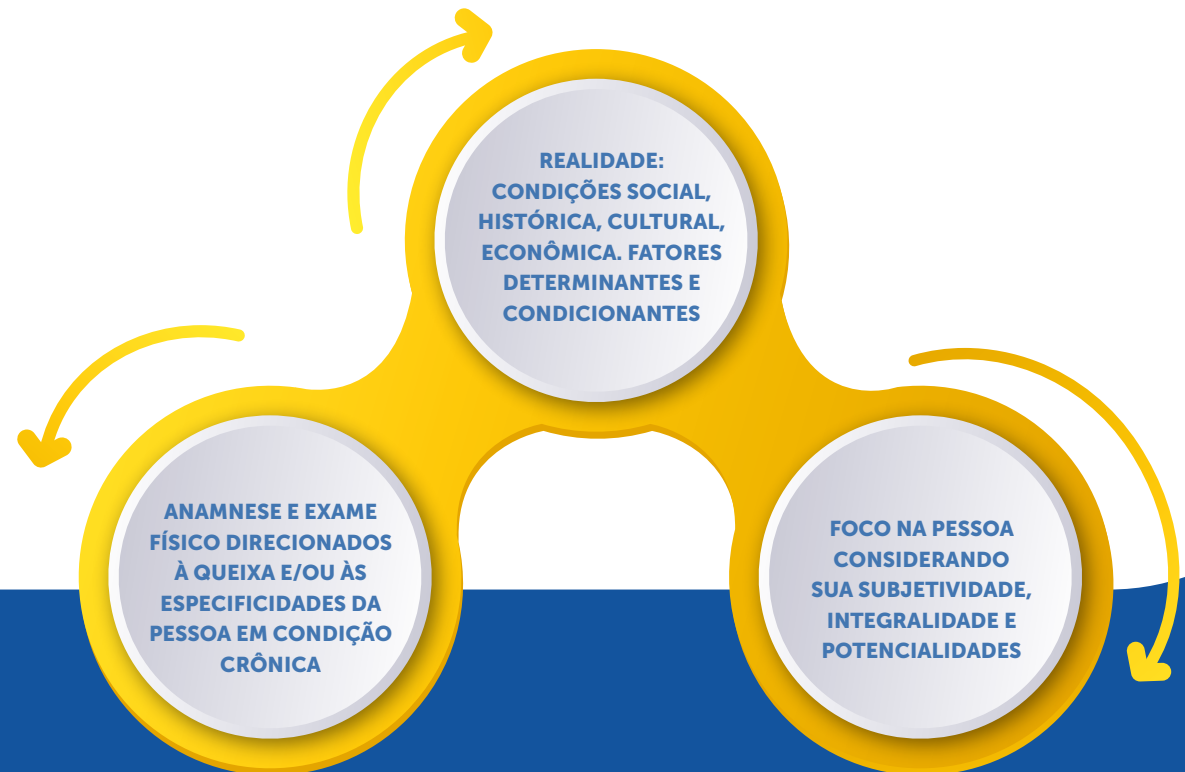 REALIDADE:
CONDIÇÕES SOCIAL,
HISTÓRICA, CULTURAL,
ECONÔMICA. FATORES
DETERMINANTES E
CONDICIONANTES
ANAMNESE E EXAME
FÍSICO DIRECIONADOS
À QUEIXA E/OU ÀS
ESPECIFICIDADES DA
PESSOA EM CONDIÇÃO
CRÔNICA
FOCO NA PESSOA
CONSIDERANDO
SUA SUBJETIVIDADE,
INTEGRALIDADE E
POTENCIALIDADES